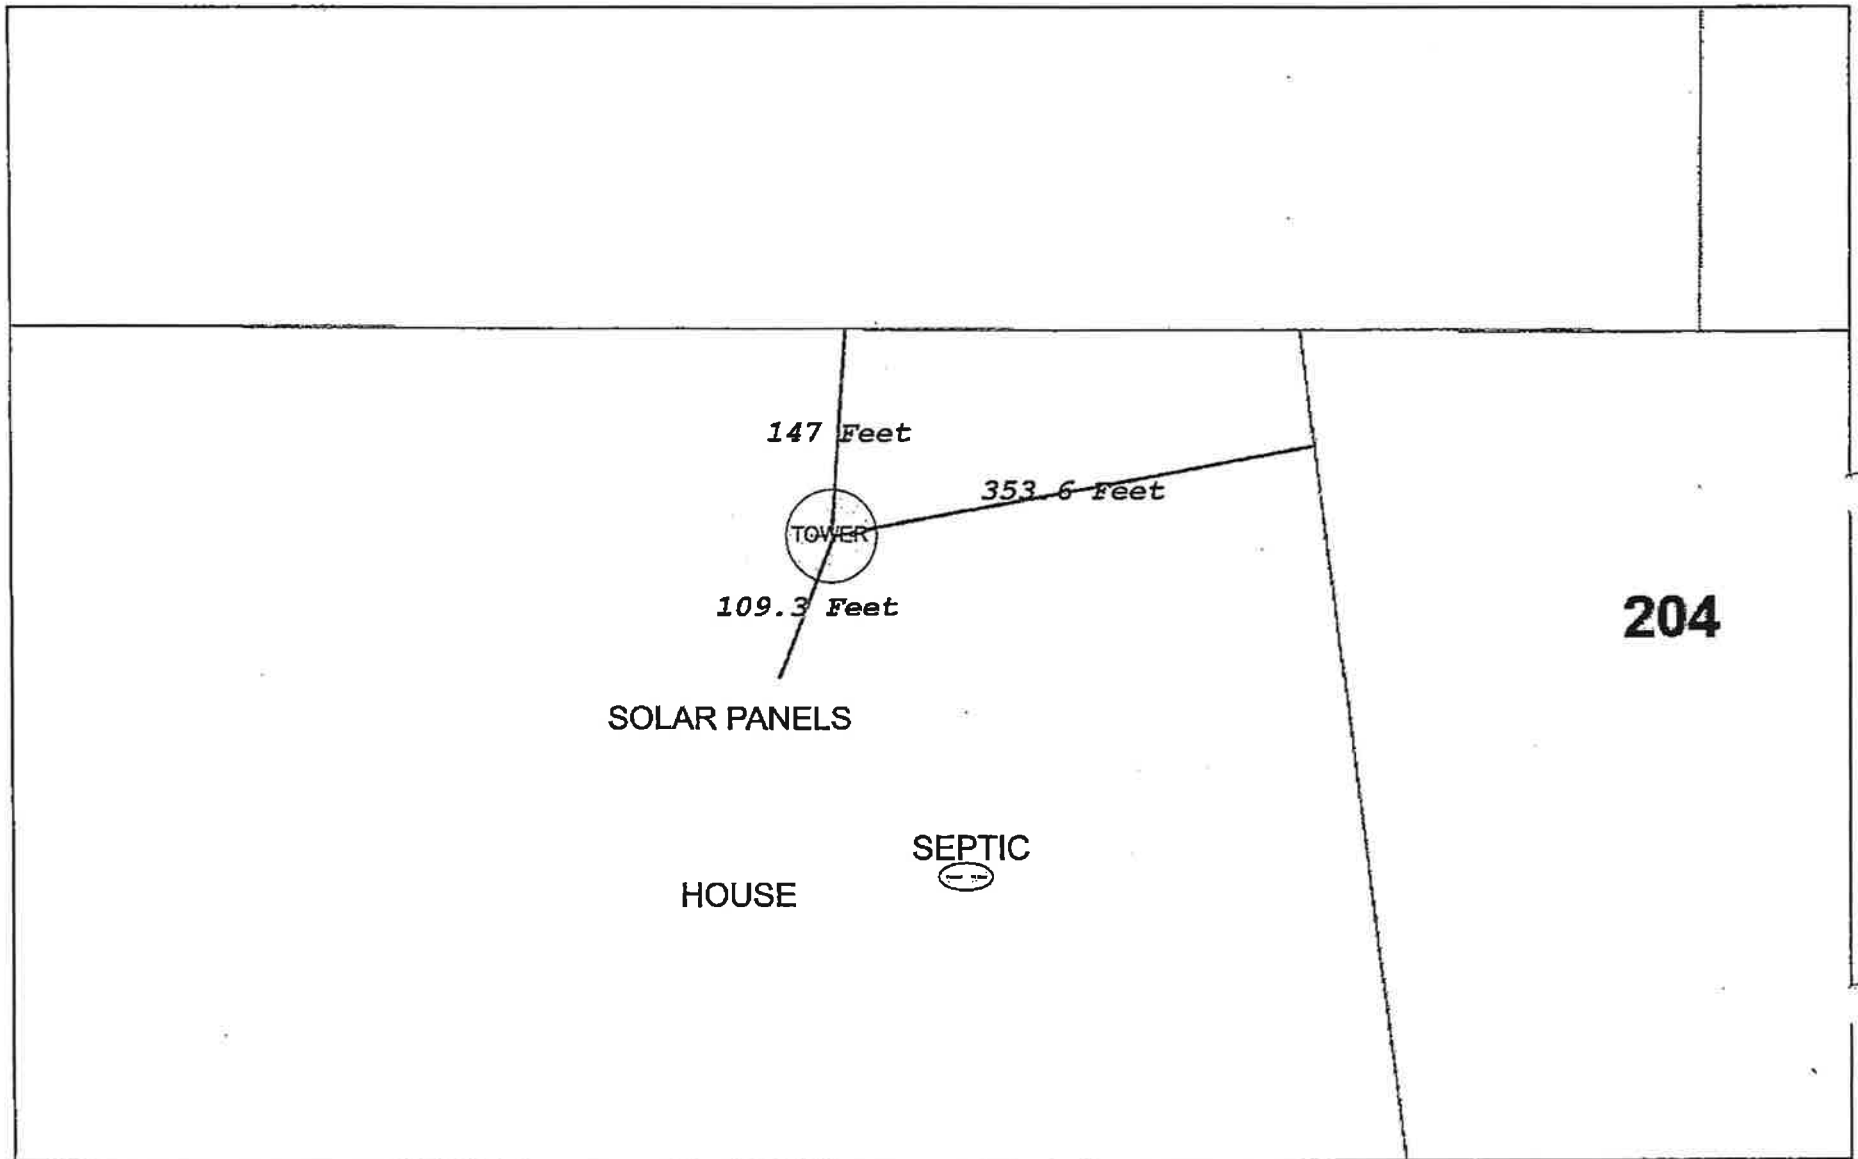 147 Feet
353.6 Feet
TOWER
109.3 Feet
204
SOLAR PANELS
SEPTIC
HOUSE